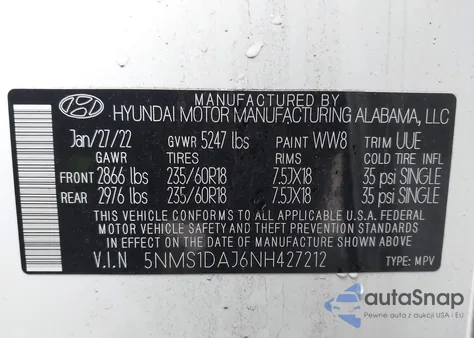 MANUFACTURED BY
HYUNDAI MOTOR MANUFACTURING ALABAMA, LLC
Jan/27/22 GVWR 5247 lbs PAINT WW8 TRIM UUE
GAWR TIRES RIMS COLD TIRE INFL
FRONT 2866 lbs 235/60R18 7.5JX18 35 psi SINGLE
REAR 2976 lbs 235/60R18 7.5JX18 35 psi SINGLE
THIS VEHICLE CONFORMS TO ALL APPLICABLE U.S.A. FEDERAL
MOTOR VEHICLE SAFETY AND THEFT PREVENTION
STANDARDS IN EFFECT ON THE DATE OF MANUFACTURE SHOWN ABOVE.
V.I.N 5NMS1DAJ6NH427212 TYPE: MPV
autoSnap
Pewne auta z dostawą z USA i EU